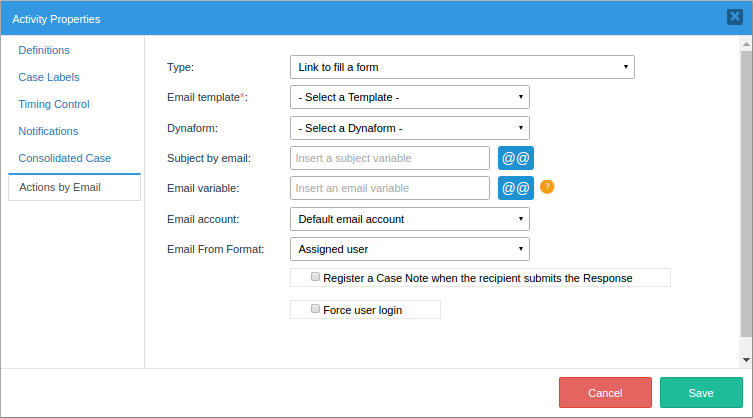 Activity Properties
Definitions
Case Labels
Timing Control
Notifications
Consolidated Case
Actions by Email
Type:
Link to fill a form
Email template*:
- Select a Template -
Dynaform:
- Select a Dynaform -
Subject by email:
Insert a subject variable
@@
Email variable:
Insert an email variable
@@
?
Email account:
Default email account
Email From Format:
Assigned user
Register a Case Note when the recipient submits the Response
Force user login
Cancel
Save